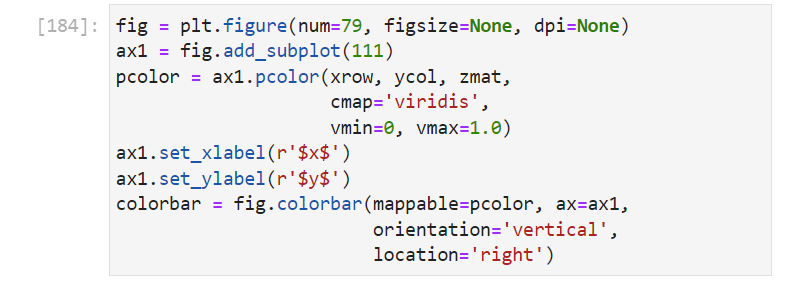 [184]: fig = plt.figure(num=79, figsize=None, dpi=None)
ax1 = fig.add_subplot(111)
pcolor = ax1.pcolor(xrow, ycol, zmat,
                    cmap='viridis',
                    vmin=0, vmax=1.0)
ax1.set_xlabel(r'$x$')
ax1.set_ylabel(r'$y$')
colorbar = fig.colorbar(mappable=pcolor, ax=ax1,
                        orientation='vertical',
                        location='right')